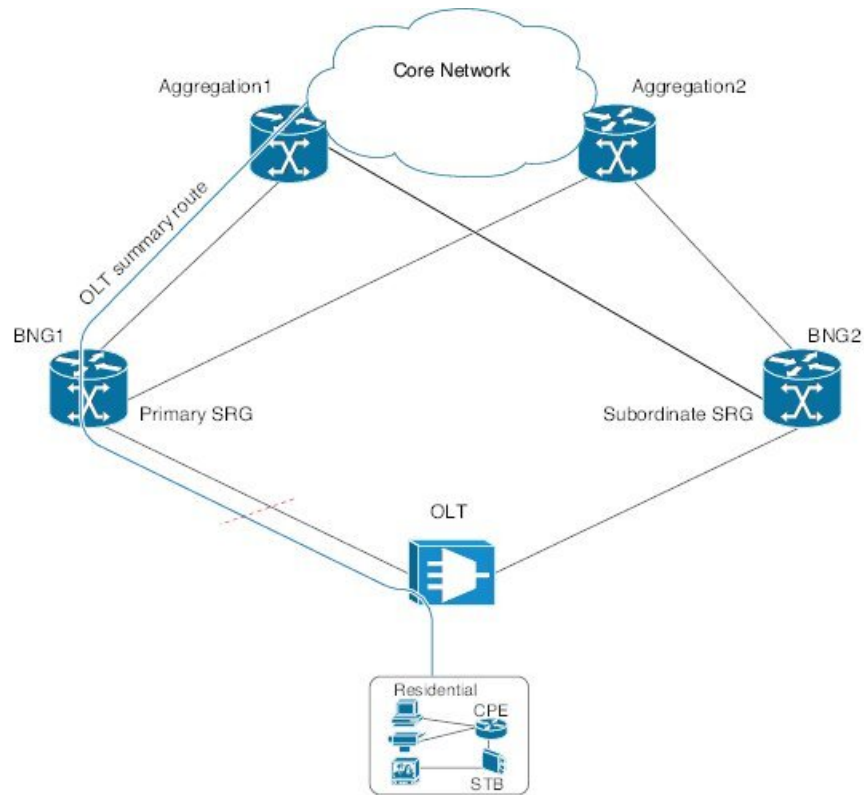 Core Network
Aggregation1
Aggregation2
OLT summary route
BNG1
BNG2
Primary SRG
Subordinate SRG
OLT
Residential
CPE
STB